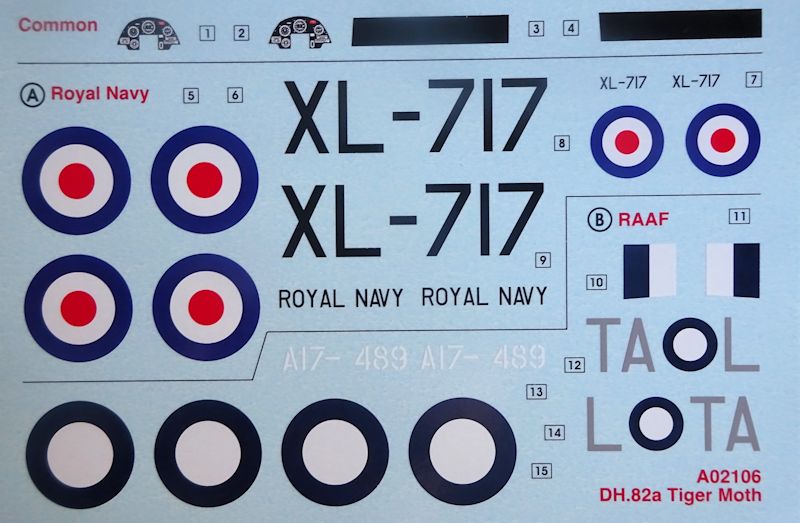 Common
1 2 3 4
A Royal Navy
5 6
XL-717
8
XL-717 XL-717
7
XL-717
9
ROYAL NAVY ROYAL NAVY
B RAAF
11
10
A17- 489 A17- 489
TA L
12
13
L TA
14
15
A02106
DH.82a Tiger Moth